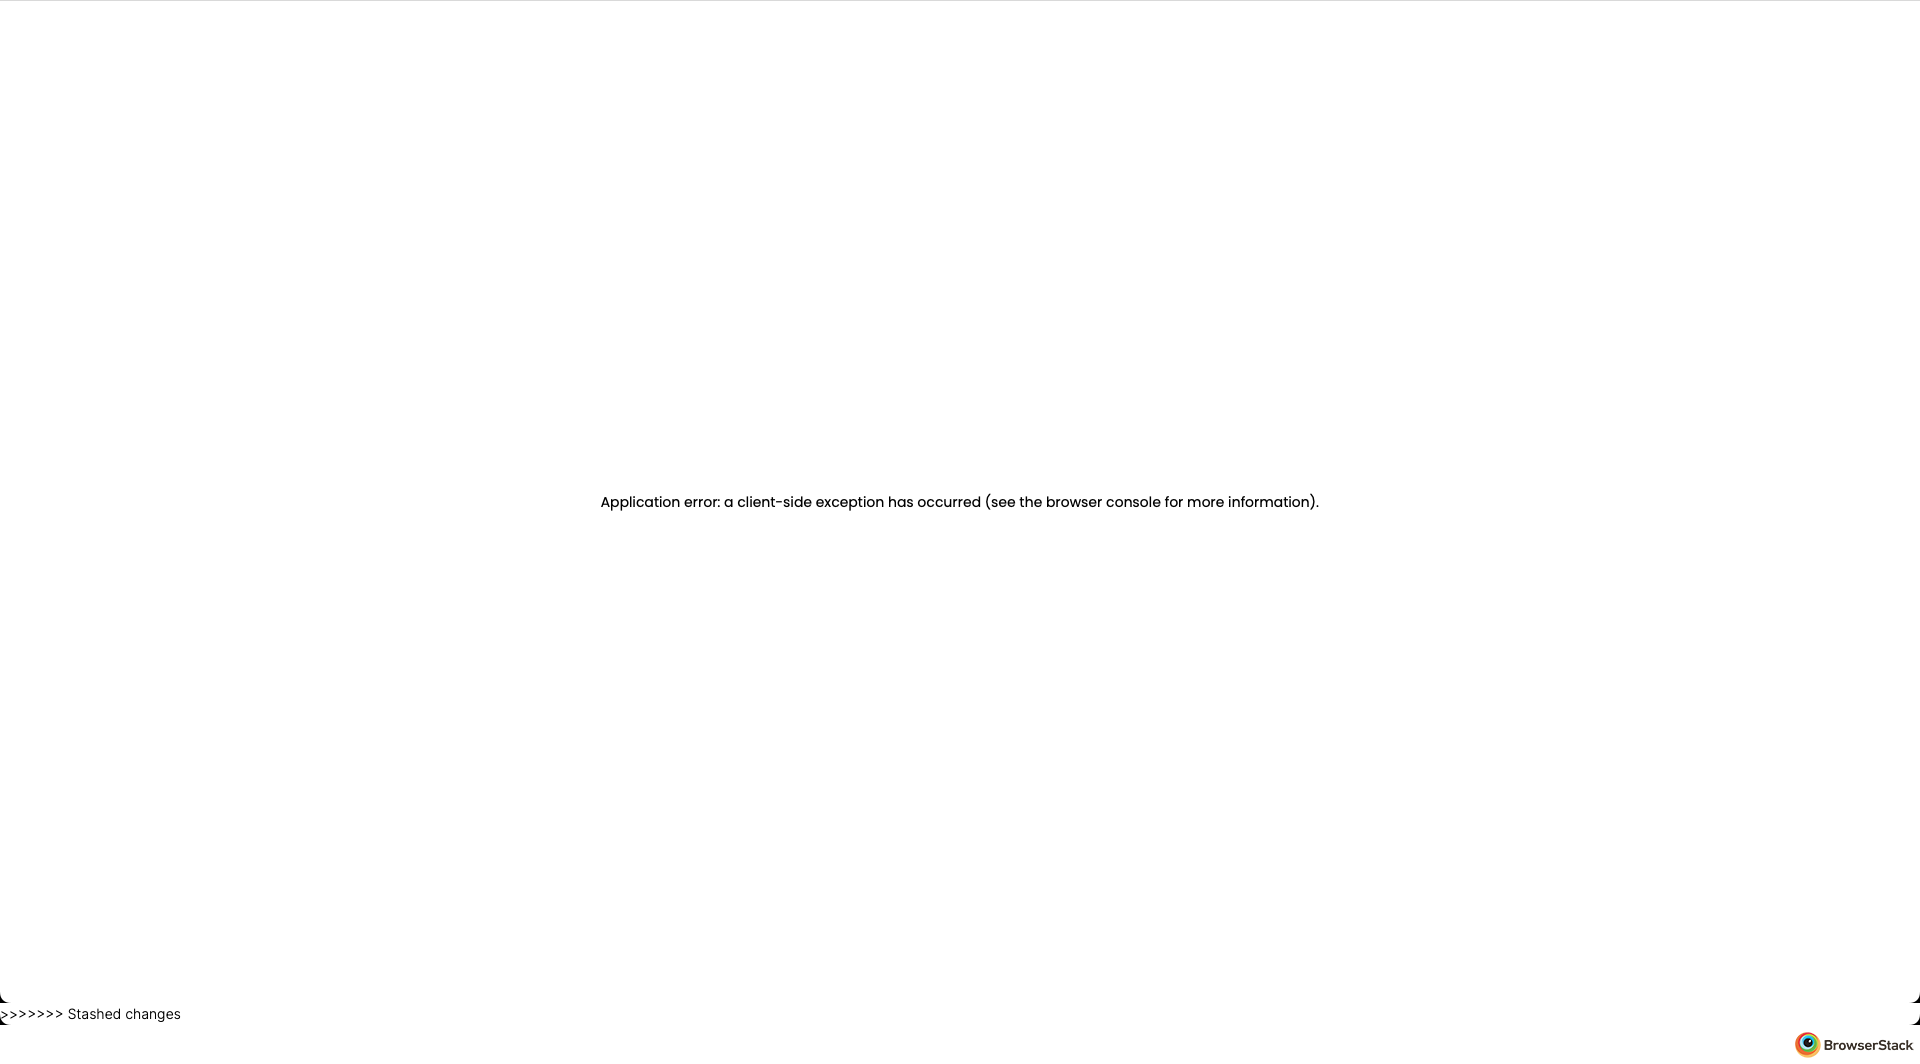 Application error: a client-side exception has occurred (see the browser console for more information).
>>>>>>> Stashed changes
BrowserStack